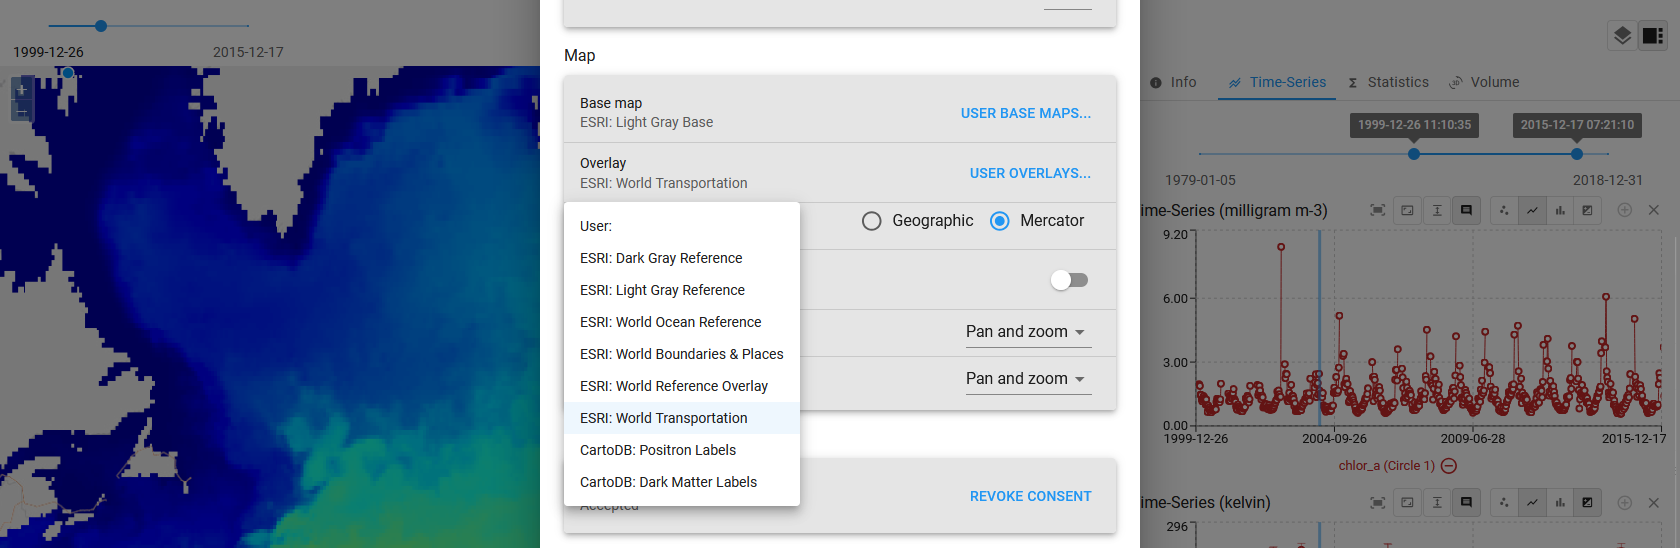 1999-12-26
2015-12-17
+
−
Map
Base map
ESRI: Light Gray Base
USER BASE MAPS...
Overlay
ESRI: World Transportation
USER OVERLAYS...
User:
ESRI: Dark Gray Reference
ESRI: Light Gray Reference
ESRI: World Ocean Reference
ESRI: World Boundaries & Places
ESRI: World Reference Overlay
ESRI: World Transportation
CartoDB: Positron Labels
CartoDB: Dark Matter Labels
Geographic
Mercator
Pan and zoom
Pan and zoom
Accepted
REVOKE CONSENT
Info
Time-Series
Statistics
Volume
1999-12-26 11:10:35
2015-12-17 07:21:10
1979-01-05
2018-12-31
ime-Series (milligram m-3)
9.20
6.00
3.00
0.00
1999-12-26
2004-09-26
2009-06-28
2015-12-17
chlor_a (Circle 1)
ime-Series (kelvin)
296